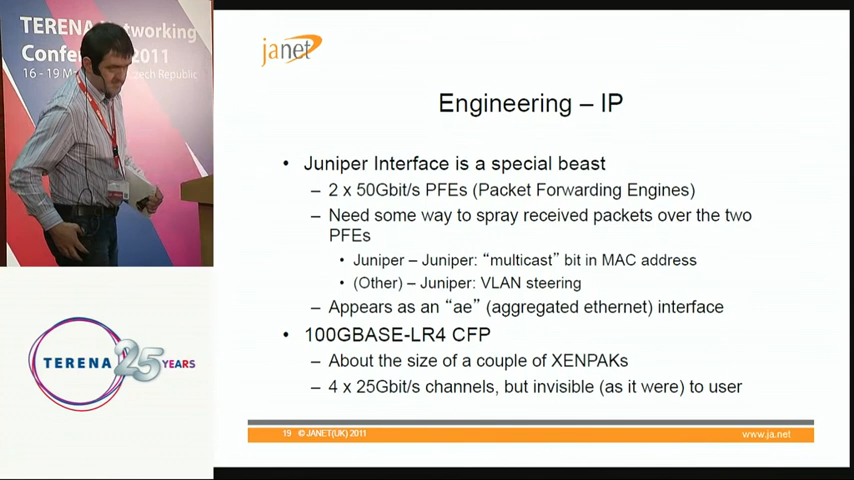 TERENA Networking
Conference 2011
16 - 19 M Czech Republic
TERENA 25 YEARS
janet
Engineering – IP
• Juniper Interface is a special beast
– 2 x 50Gbit/s PFEs (Packet Forwarding Engines)
– Need some way to spray received packets over the two
PFEs
• Juniper – Juniper: “multicast” bit in MAC address
• (Other) – Juniper: VLAN steering
– Appears as an “ae” (aggregated ethernet) interface
• 100GBASE-LR4 CFP
– About the size of a couple of XENPAKs
– 4 x 25Gbit/s channels, but invisible (as it were) to user
19 © JANET(UK) 2011
www.ja.net